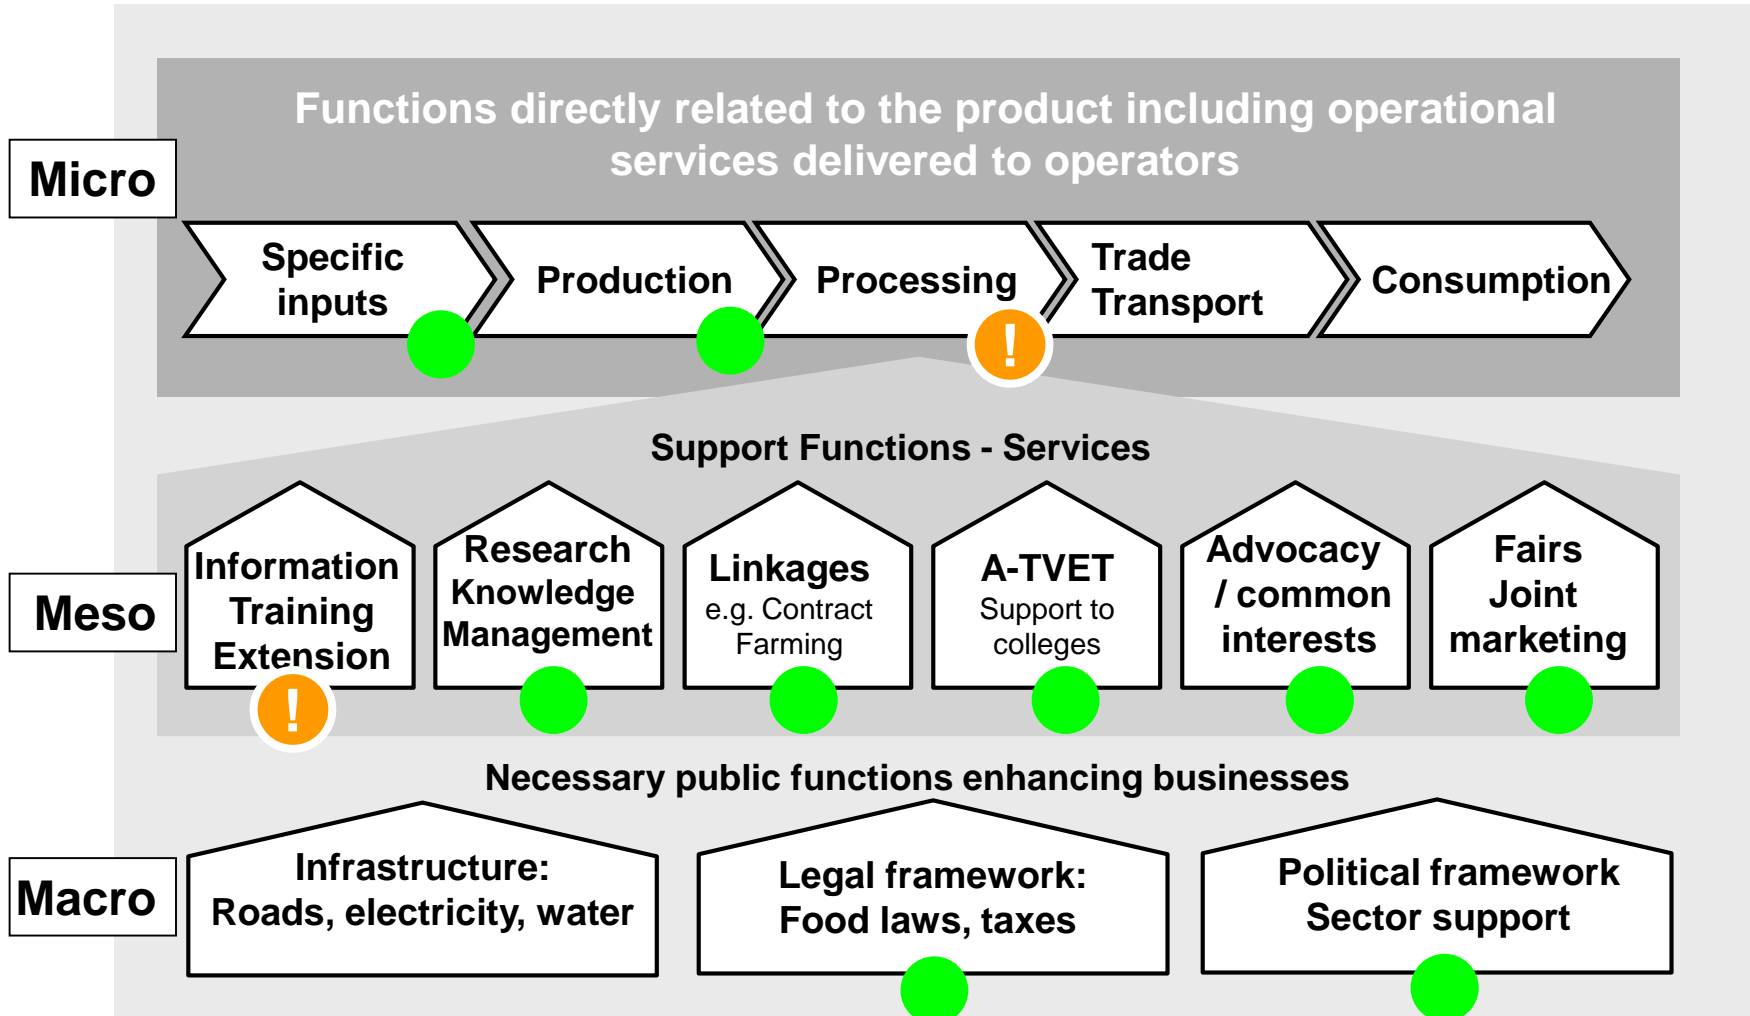 Functions directly related to the product including operational
services delivered to operators
Micro
Specific
inputs
Production
Processing
Trade
Transport
Consumption
!
Support Functions - Services
Meso
Information
Training
Extension
Research
Knowledge
Management
Linkages
e.g. Contract
Farming
A-TVET
Support to
colleges
Advocacy
/ common
interests
Fairs
Joint
marketing
!
Necessary public functions enhancing businesses
Macro
Infrastructure:
Roads, electricity, water
Legal framework:
Food laws, taxes
Political framework
Sector support